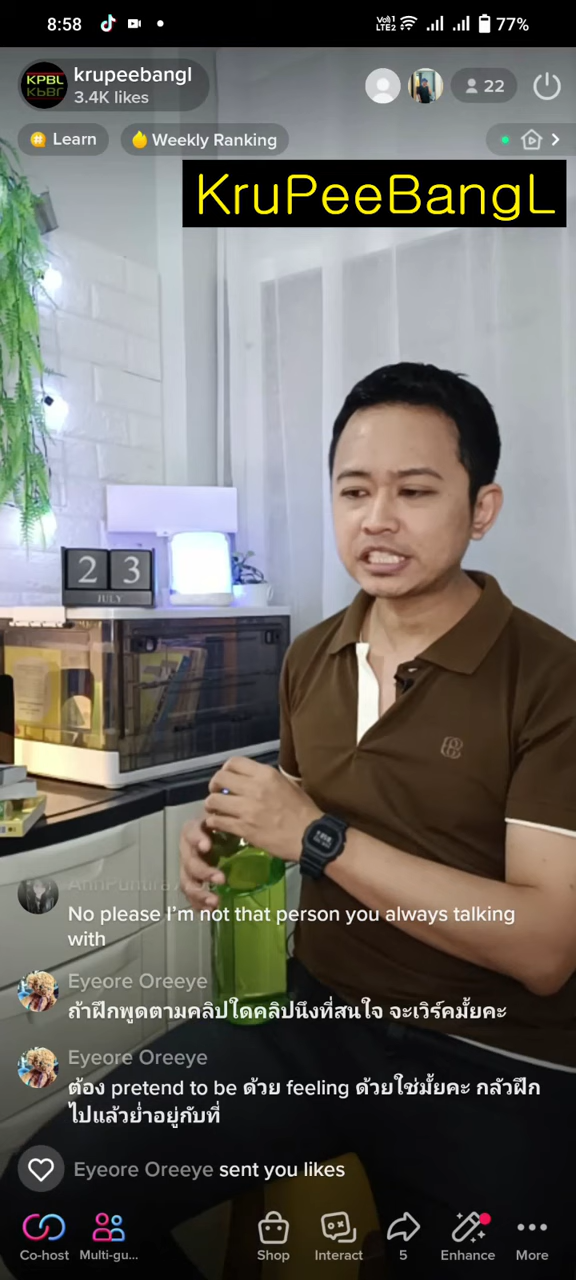 8:58
Vo)) 1
LTE2
77%
KPBL
krupeebangl
3.4K likes
22
Learn
Weekly Ranking
KruPeeBangL
23
JULY
No please I'm not that person you always talking
with
Eyeore Oreeye
ถ้าฝึกพูดตามคลิปใดคลิปนึงที่สนใจ จะเวิร์คมั้ยคะ
Eyeore Oreeye
ต้อง pretend to be ด้วย feeling ด้วยใช่มั้ยคะ กลัวฝึก
ไปแล้วย่ำอยู่กับที่
Eyeore Oreeye sent you likes
Co-host
Multi-gu...
Shop
Interact
5
Enhance
More